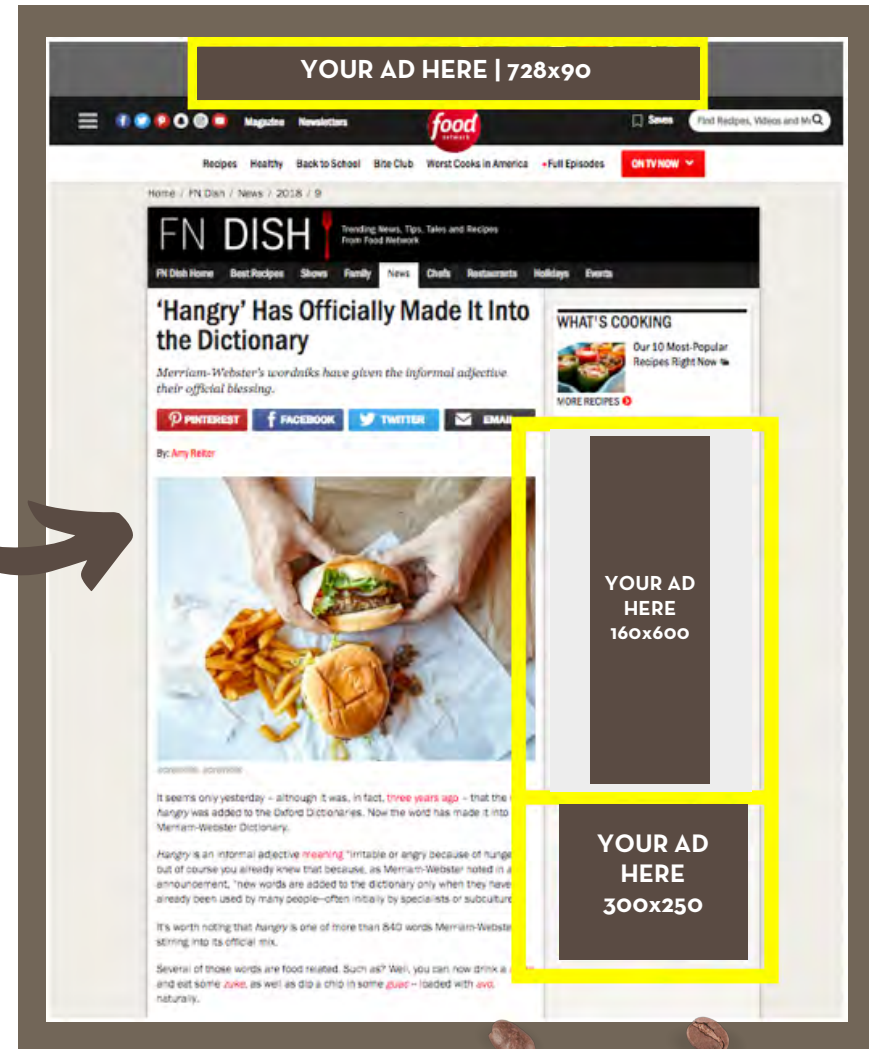 YOUR AD HERE | 728x90
Magazine Newsletters food network Saves Find Recipes, Videos and Mo
Recipes Healthy Back to School Bite Club Worst Cooks in America Full Episodes ON TV NOW
Home / FN Dish / News / 2018 / 9
FN DISH Trending News, Tips, Tales and Recipes
From Food Network
FN Dish Home Best Recipes Shows Family News Chefs Restaurants Holidays Events
‘Hangry’ Has Officially Made It Into
the Dictionary
Merriam-Webster's wordniks have given the informal adjective
their official blessing.
PINTEREST FACEBOOK TWITTER EMAIL
By: Amy Reiter
WHAT'S COOKING
Our 10 Most-Popular
Recipes Right Now
MORE RECIPES
YOUR AD
HERE
160x600
YOUR AD
HERE
300x250
It seems only yesterday – although it was, in fact, three years ago – that the
hangry was added to the Oxford Dictionaries. Now the word has made it into
Merriam-Webster Dictionary.
Hangry is an informal adjective meaning "irritable or angry because of hunge
but of course you already knew that because, as Merriam-Webster noted in a
announcement, "new words are added to the dictionary only when they have
already been used by many people—often initially by specialists or subculture
It's worth noting that hangry is one of more than 840 words Merriam-Webste
stirring into its official mix.
Several of those words are food related. Such as? Well, you can now drink a
and eat some zuke, as well as dip a chip in some guac – loaded with avo,
naturally.